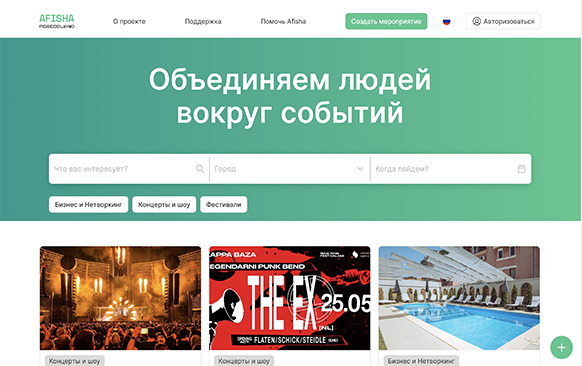 AFISHA
PEREDELANO
О проекте
Поддержка
Помочь Afisha
Создать мероприятие
Авторизоваться
Объединяем людей
вокруг событий
Что вас интересует?
Город
Когда пойдем?
Бизнес и Нетворкинг
Концерты и шоу
Фестивали
KAPPA BAZA
LEGENDARNI PUNK BEND
THE EX
25.05
[NL]
FLATEN/SCHICK/STEIDLE
Концерты и шоу
Концерты и шоу
Бизнес и Нетворкинг